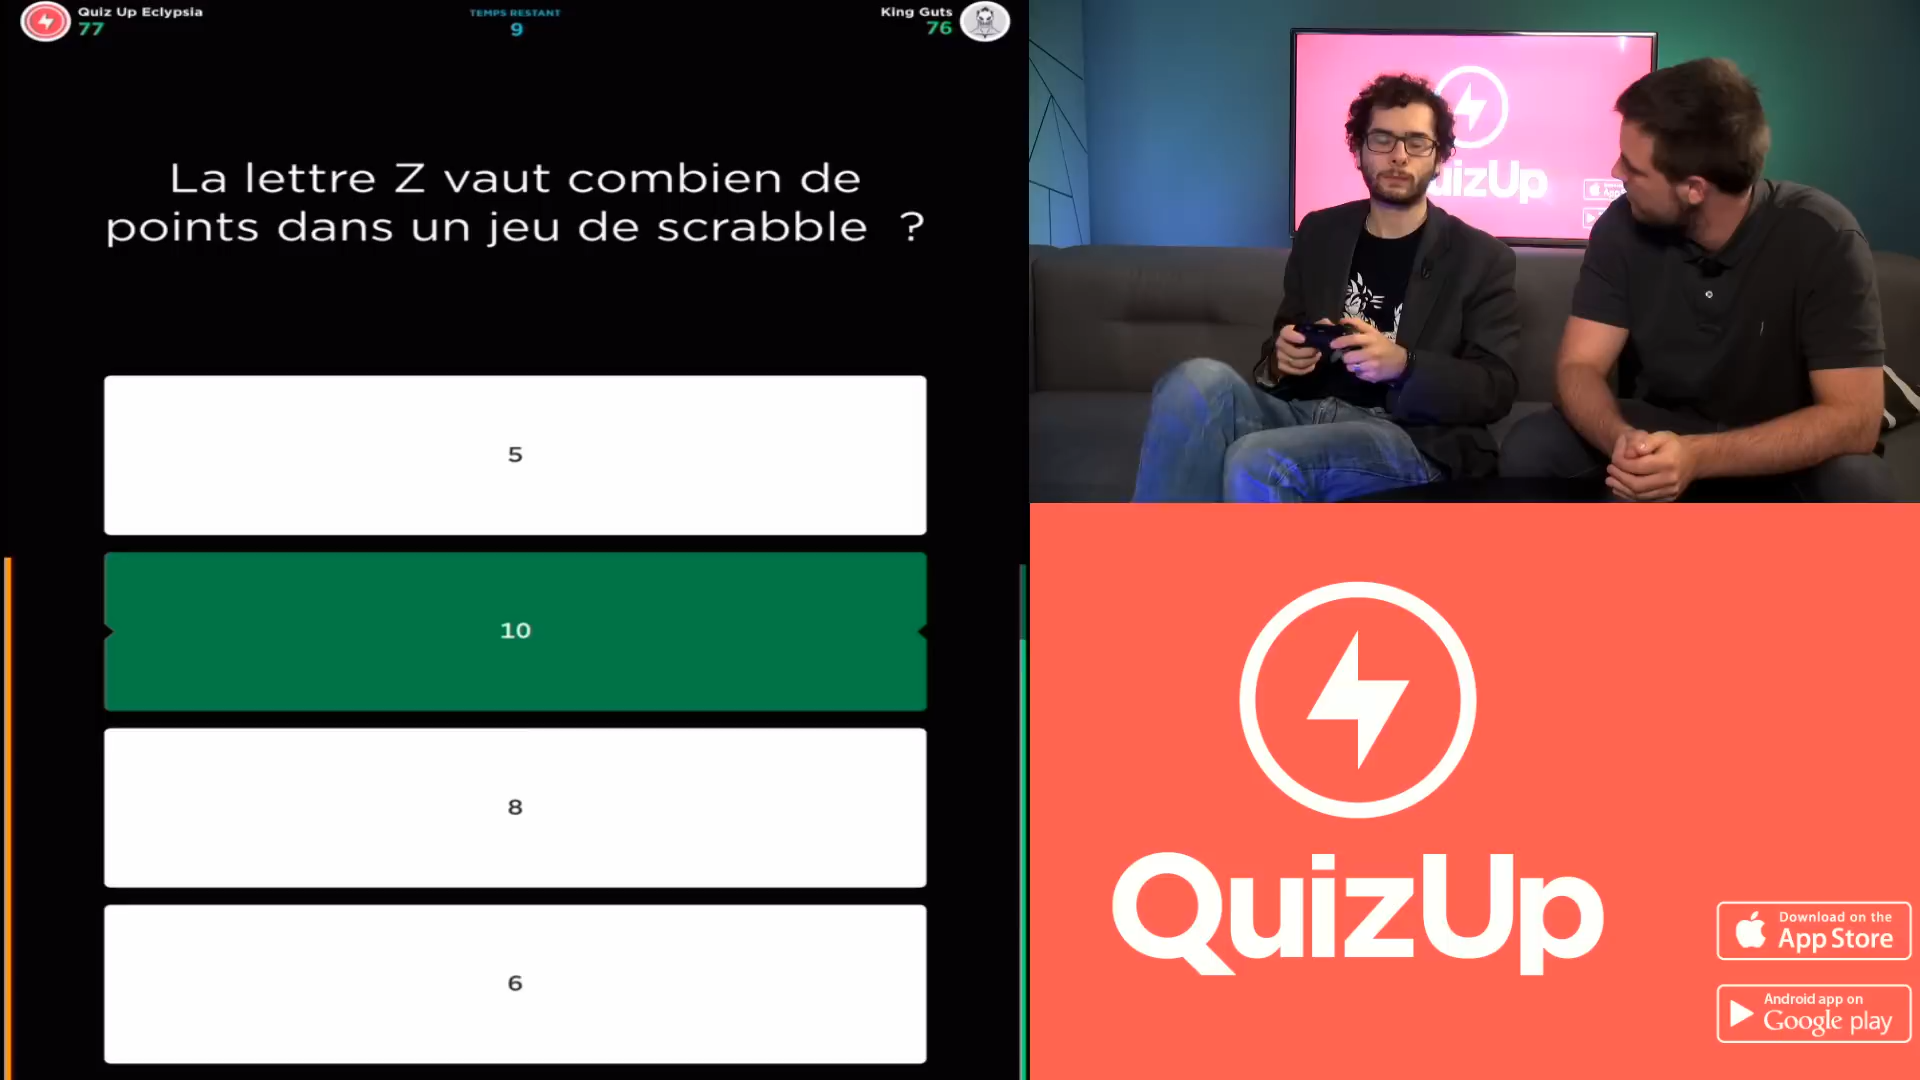 Quiz Up Eclypsia
77
TEMPS RESTANT
9
King Guts
76
La lettre Z vaut combien de
points dans un jeu de scrabble ?
5
10
8
6
uizUp
QuizUp
Download on the
App Store
Android app on
Google play